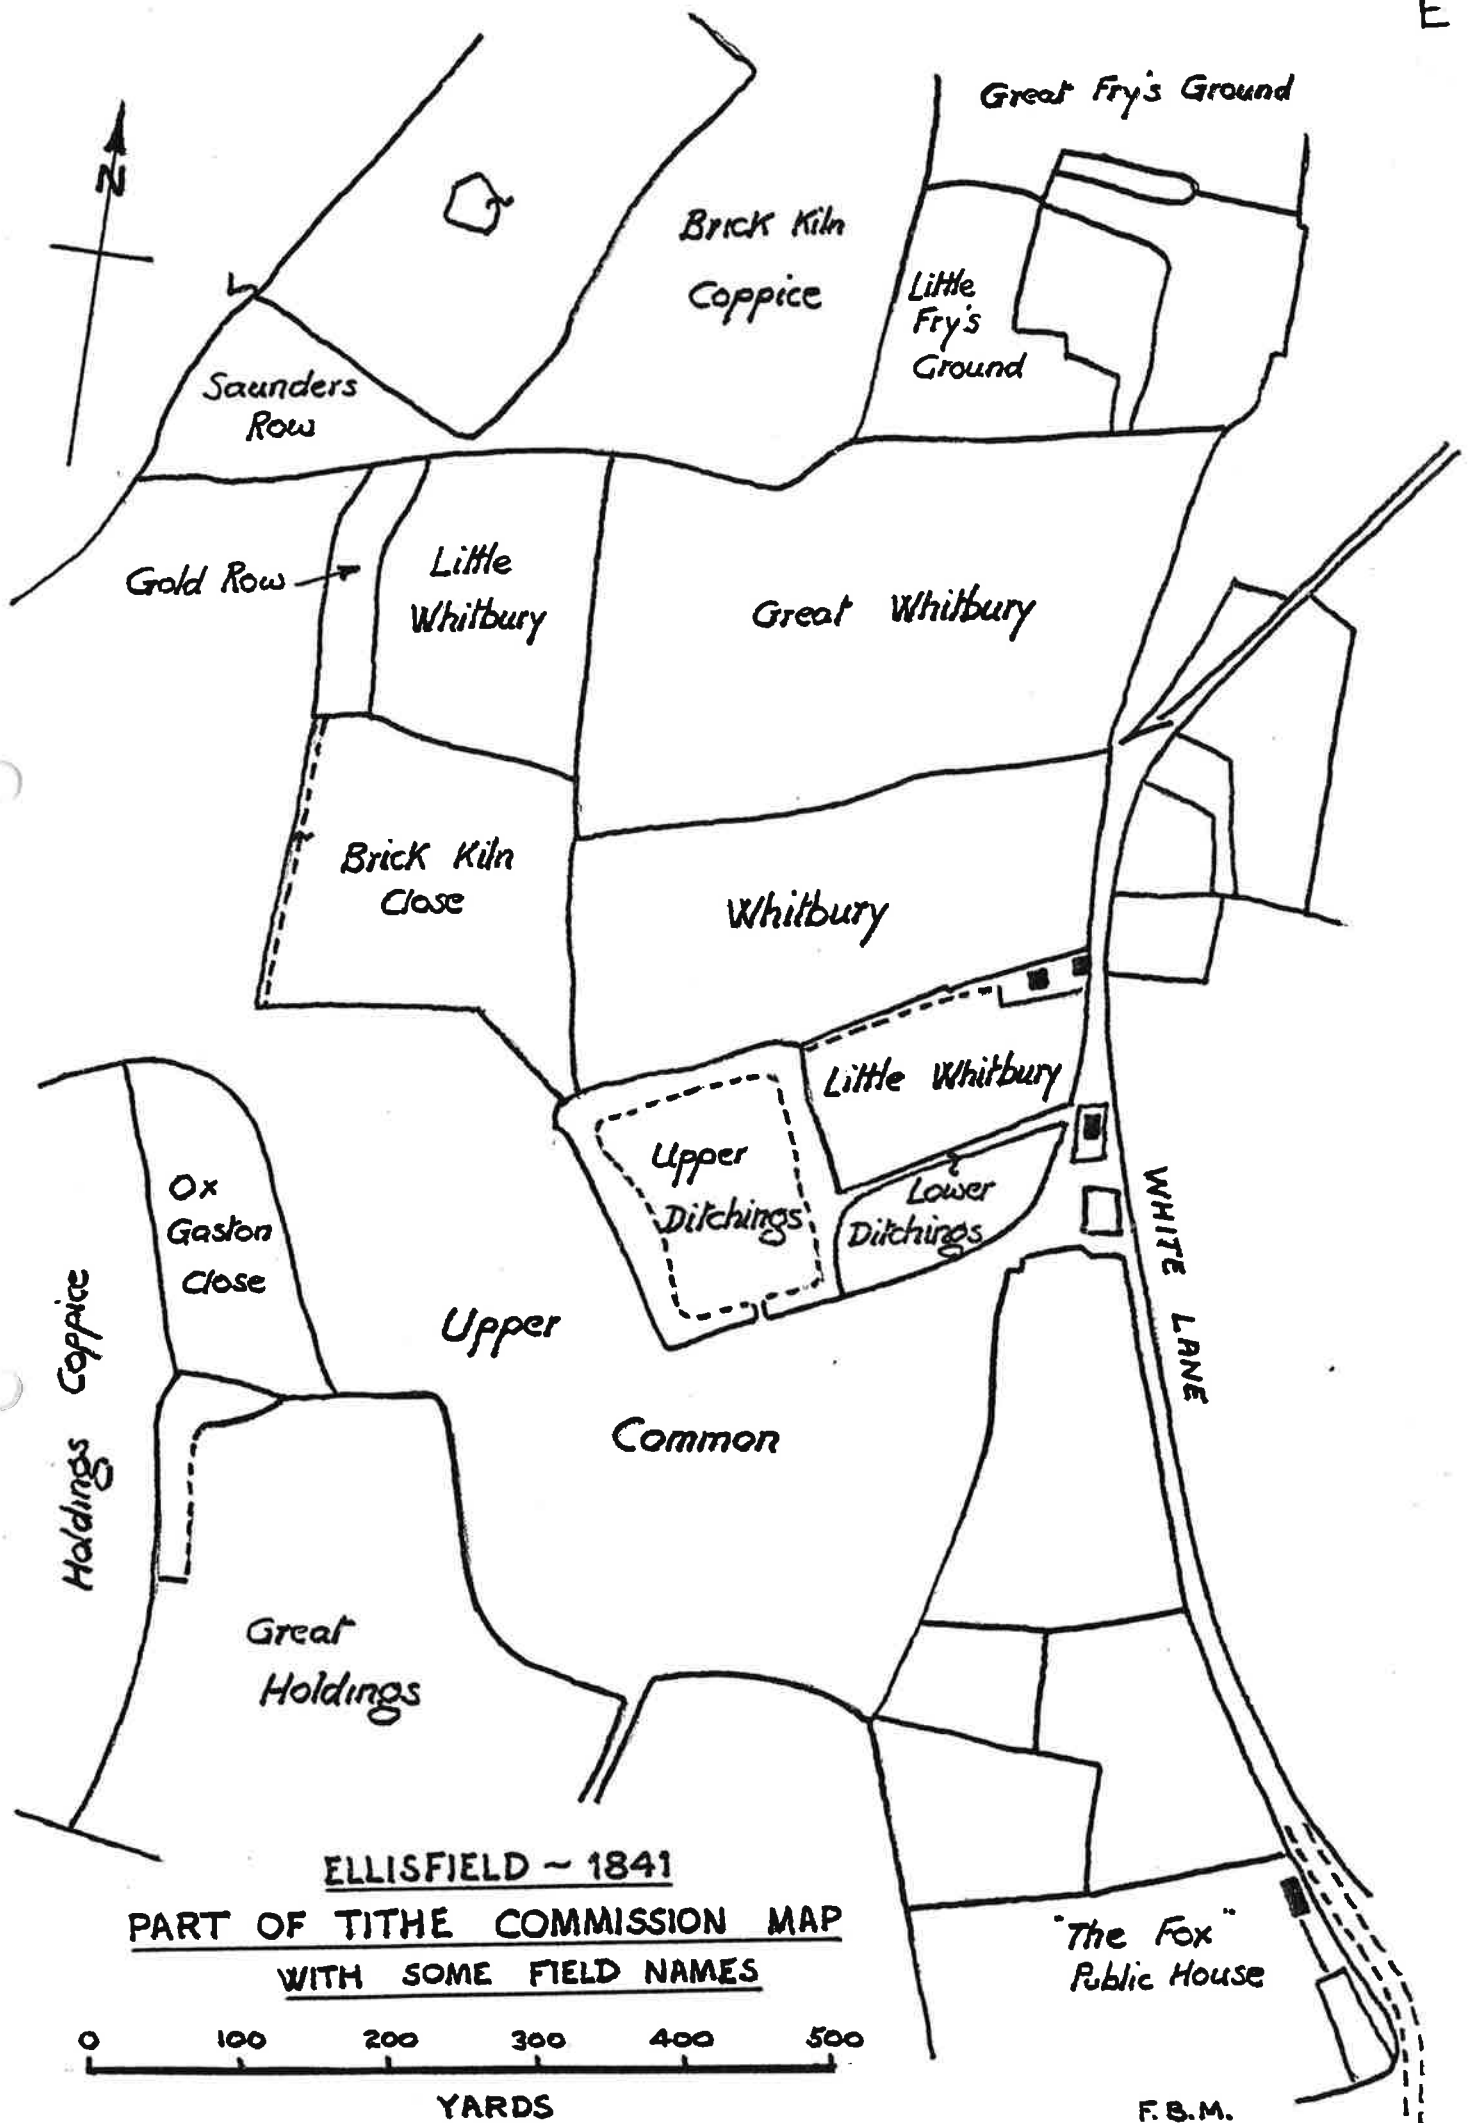 E
Great Fry's Ground
N
Brick Kiln
Coppice
Little
Fry's
Ground
Saunders
Row
Gold Row
Little
Whitbury
Great Whitbury
Brick Kiln
Close
Whitbury
Little Whitbury
Upper
Ditchings
Lower
Ditchings
Ox
Gaston
Close
WHITE LANE
Holdings Coppice
Upper
Common
Great
Holdings
ELLISFIELD ~ 1841
PART OF TITHE COMMISSION MAP
WITH SOME FIELD NAMES
"The Fox"
Public House
0 100 200 300 400 500
YARDS
F.B.M.